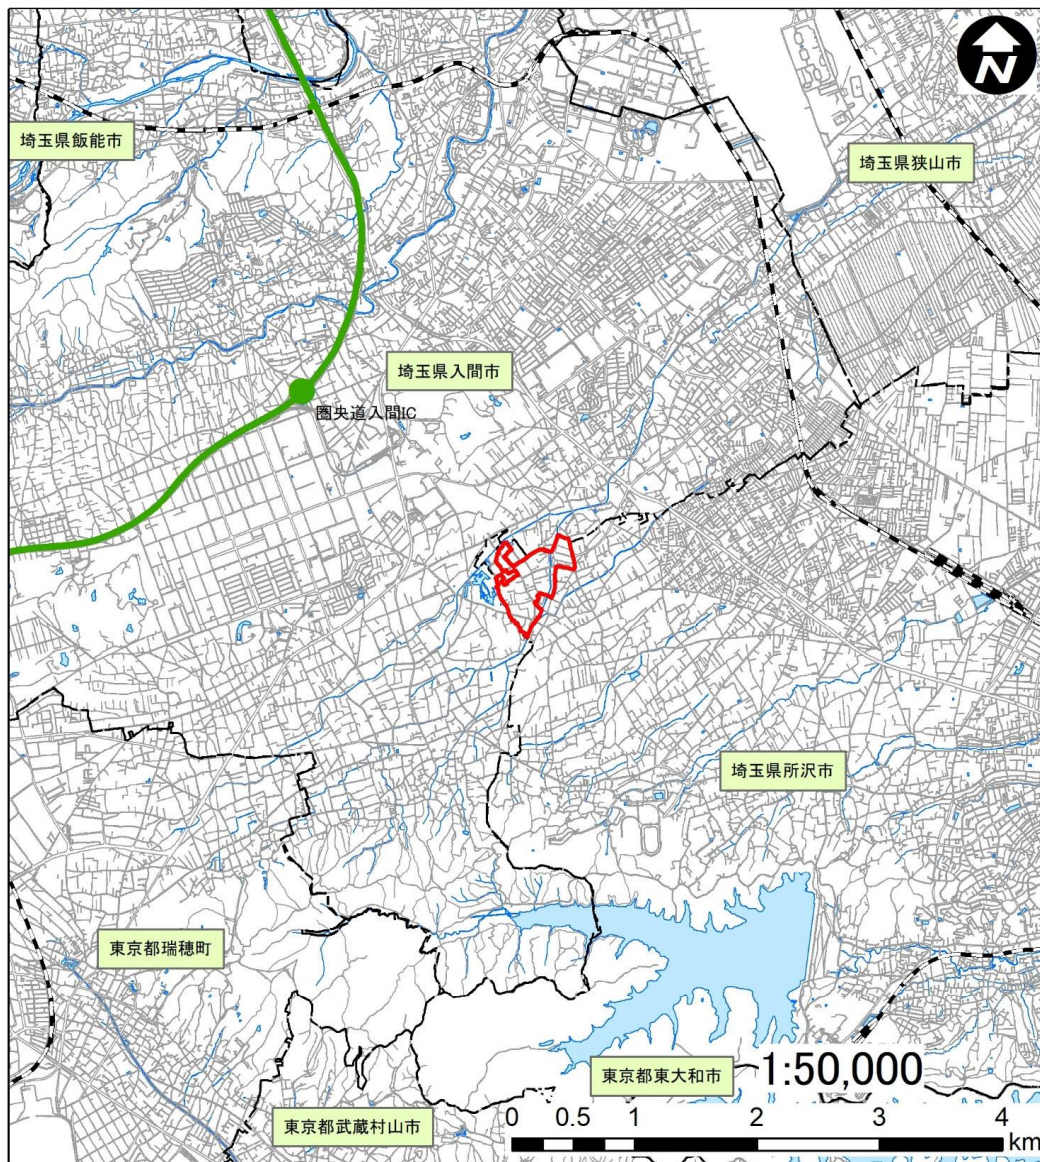 N
埼玉県飯能市
埼玉県狭山市
埼玉県入間市
圏央道入間IC
埼玉県所沢市
東京都瑞穂町
東京都東大和市
1:50,000
東京都武蔵村山市
0 0.5 1 2 3 4
km